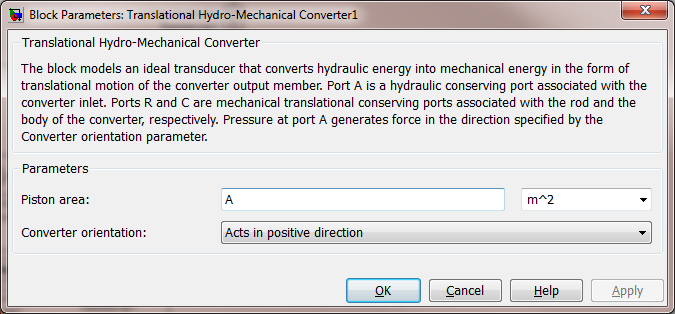 Block Parameters: Translational Hydro-Mechanical Converter1
Translational Hydro-Mechanical Converter
The block models an ideal transducer that converts hydraulic energy into mechanical energy in the form of
translational motion of the converter output member. Port A is a hydraulic conserving port associated with the
converter inlet. Ports R and C are mechanical translational conserving ports associated with the rod and the
body of the converter, respectively. Pressure at port A generates force in the direction specified by the
Converter orientation parameter.
Parameters
Piston area: A m^2
Converter orientation: Acts in positive direction
OK Cancel Help Apply